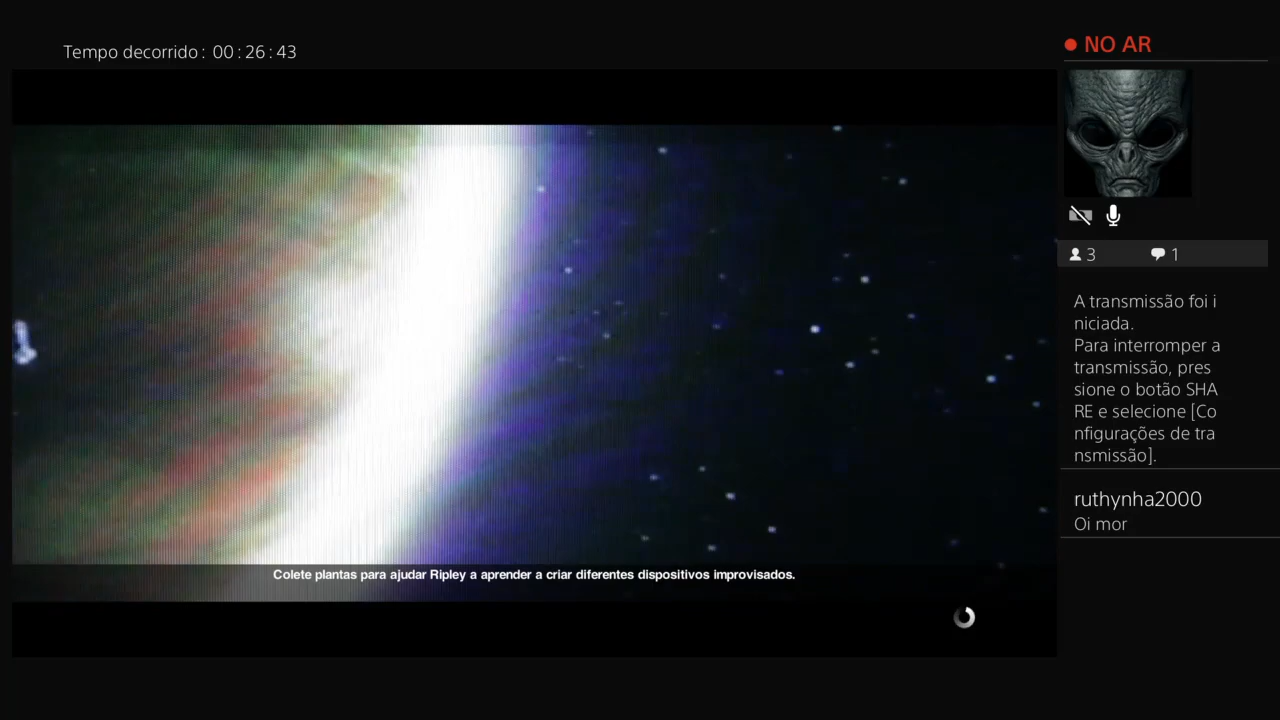 Tempo decorrido: 00:26:43
NO AR
3
1
A transmissão foi i
niciada.
Para interromper a
transmissão, pres
sione o botão SHA
RE e selecione [Co
nfigurações de tra
nsmissão].
ruthynha2000
Oi mor
Colete plantas para ajudar Ripley a aprender a criar diferentes dispositivos improvisados.